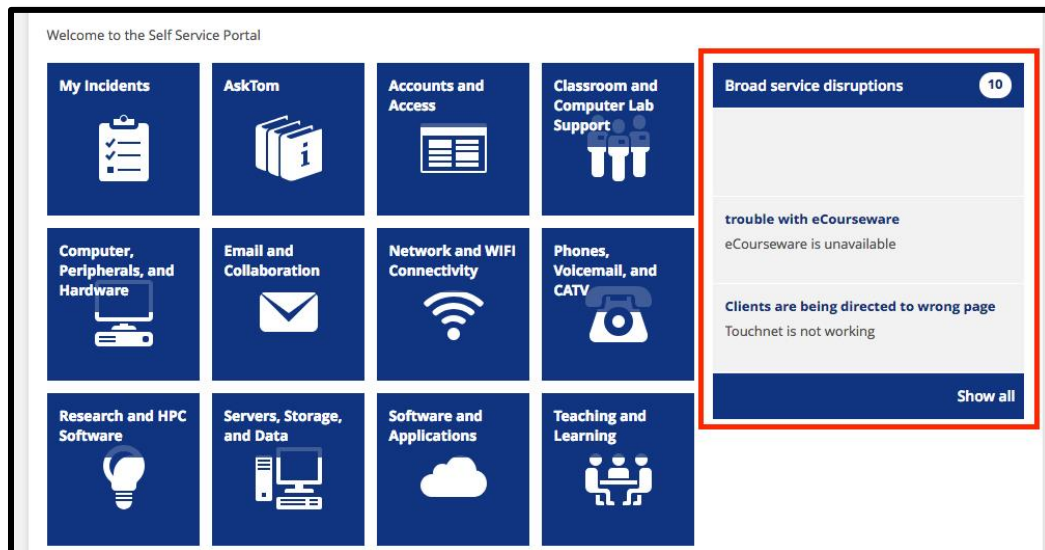 Welcome to the Self Service Portal
My Incidents
AskTom
Accounts and
Access
Classroom and
Computer Lab
Support
Computer,
Peripherals, and
Hardware
Email and
Collaboration
Network and WIFI
Connectivity
Phones,
Voicemail, and
CATV
Research and HPC
Software
Servers, Storage,
and Data
Software and
Applications
Teaching and
Learning
Broad service disruptions 10
trouble with eCourseware
eCourseware is unavailable
Clients are being directed to wrong page
Touchnet is not working
Show all